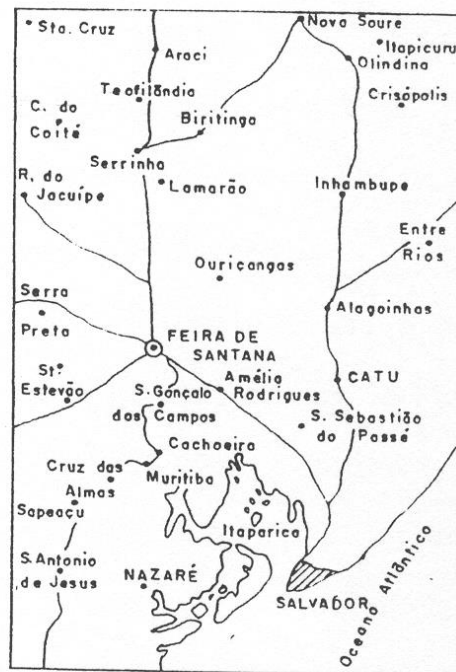 Sta. Cruz
Nova Soure
Itapicuru
Olindina
Araci
Teofilândia
Crisópolis
C. do
Coité
Biritinga
Serrinha
R. do
Jacuípe
Lamarão
Inhambupe
Entre
Rios
Ouriçangas
Serra
Preta
Alagoinhas
FEIRA DE
SANTANA
St.
Estevão
Amélia
Rodrigues
CATU
S. Gonçalo
dos Campos
S. Sebastião
do Passé
Cachoeira
Cruz das
Almas
Muritiba
Sapeaçu
Itaparica
S. Antonio
de Jesus
NAZARÉ
SALVADOR
Oceano Atlântico